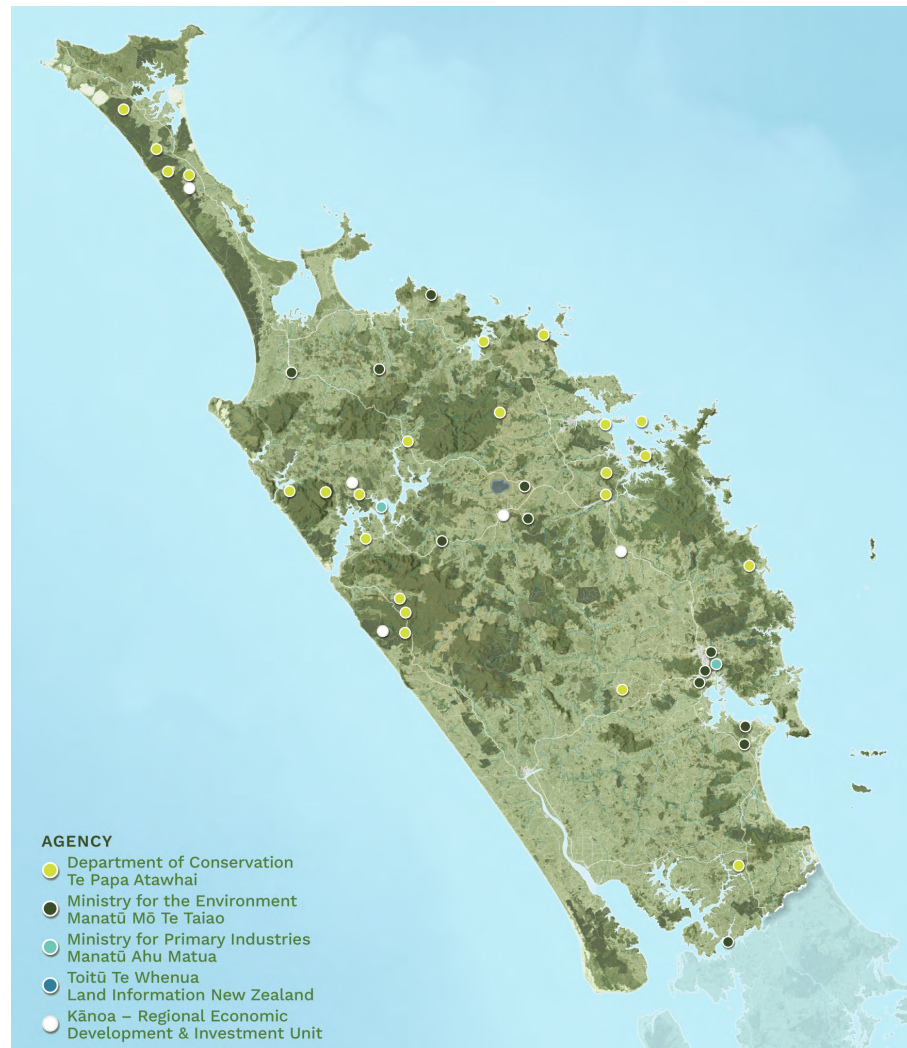 AGENCY
Department of Conservation
Te Papa Atawhai
Ministry for the Environment
Manatū Mō Te Taiao
Ministry for Primary Industries
Manatū Ahu Matua
Toitū Te Whenua
Land Information New Zealand
Kānoa – Regional Economic
Development & Investment Unit